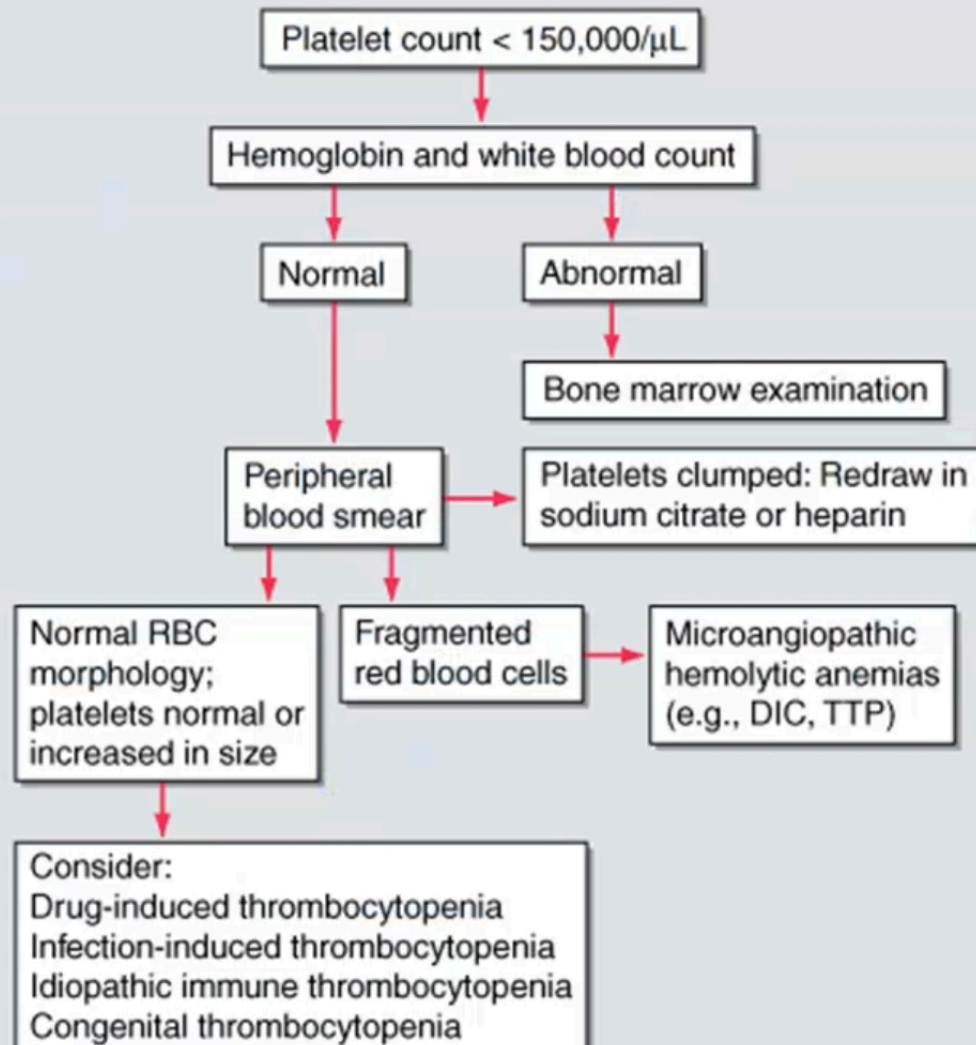 Platelet count < 150,000/μL
Hemoglobin and white blood count
Normal
Abnormal
Bone marrow examination
Peripheral
blood smear
Platelets clumped: Redraw in
sodium citrate or heparin
Normal RBC
morphology;
platelets normal or
increased in size
Fragmented
red blood cells
Microangiopathic
hemolytic anemias
(e.g., DIC, TTP)
Consider:
Drug-induced thrombocytopenia
Infection-induced thrombocytopenia
Idiopathic immune thrombocytopenia
Congenital thrombocytopenia